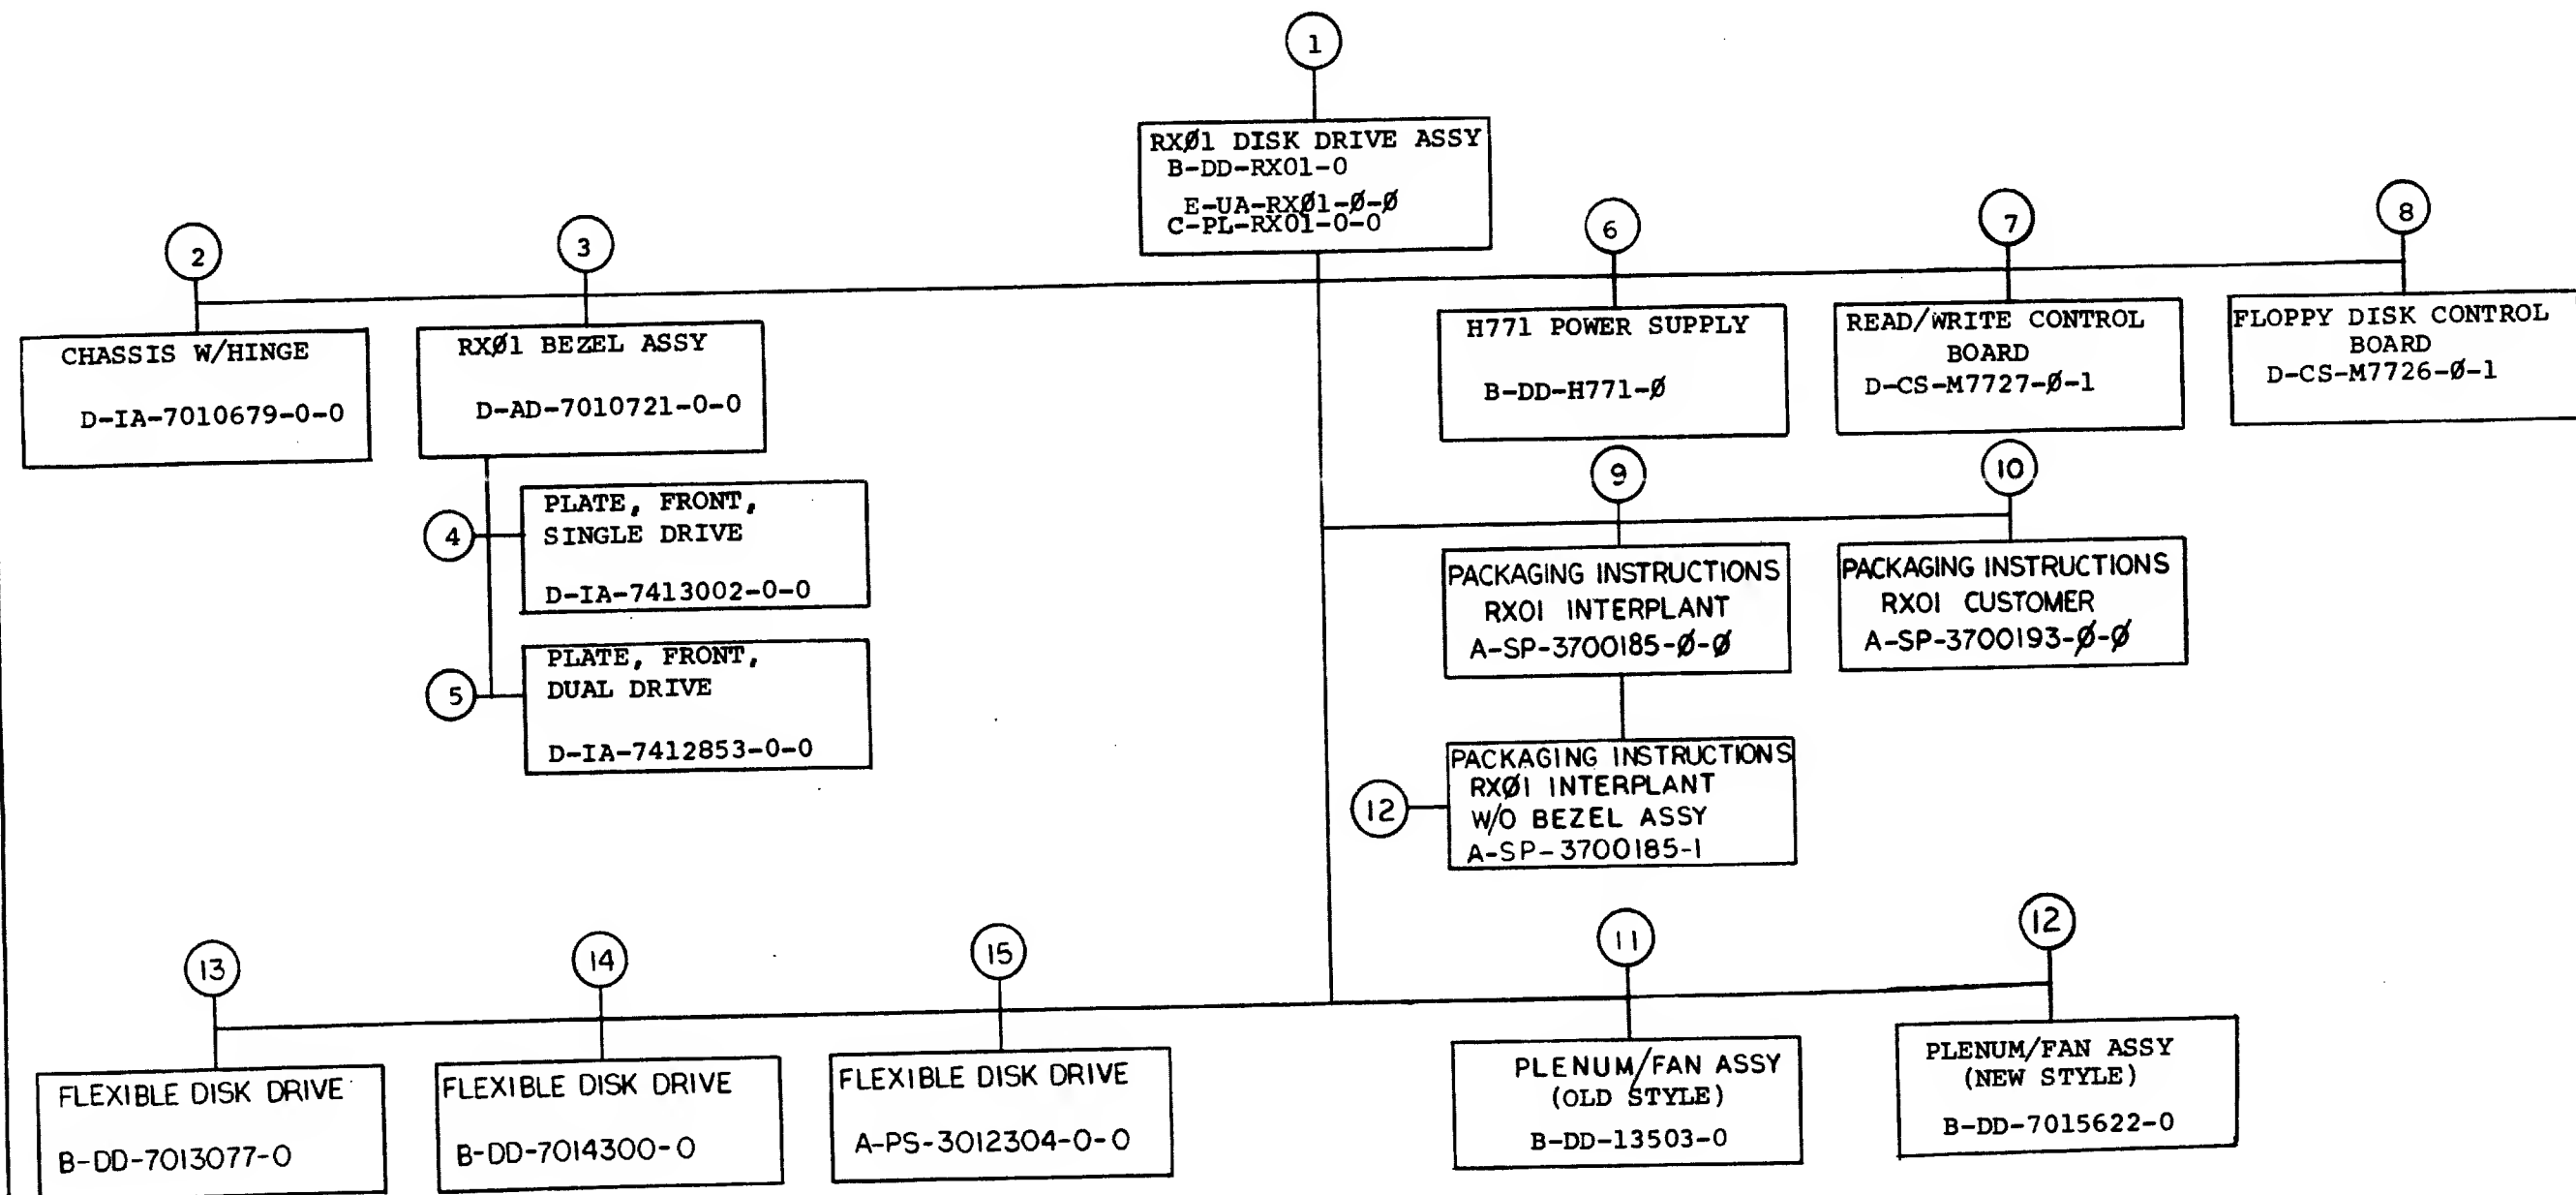 1
RXØ1 DISK DRIVE ASSY
B-DD-RX01-0
E-UA-RXØ1-Ø-Ø
C-PL-RX01-0-0
2
CHASSIS W/HINGE
D-IA-7010679-0-0
3
RXØ1 BEZEL ASSY
D-AD-7010721-0-0
4
PLATE, FRONT,
SINGLE DRIVE
D-IA-7413002-0-0
5
PLATE, FRONT,
DUAL DRIVE
D-IA-7412853-0-0
6
H771 POWER SUPPLY
B-DD-H771-Ø
7
READ/WRITE CONTROL
BOARD
D-CS-M7727-Ø-1
8
FLOPPY DISK CONTROL
BOARD
D-CS-M7726-Ø-1
9
PACKAGING INSTRUCTIONS
RX01 INTERPLANT
A-SP-3700185-Ø-Ø
10
PACKAGING INSTRUCTIONS
RX01 CUSTOMER
A-SP-3700193-Ø-Ø
12
PACKAGING INSTRUCTIONS
RXØ1 INTERPLANT
W/O BEZEL ASSY
A-SP-3700185-1
13
FLEXIBLE DISK DRIVE
B-DD-7013077-0
14
FLEXIBLE DISK DRIVE
B-DD-7014300-0
15
FLEXIBLE DISK DRIVE
A-PS-3012304-0-0
11
PLENUM/FAN ASSY
(OLD STYLE)
B-DD-13503-0
12
PLENUM/FAN ASSY
(NEW STYLE)
B-DD-7015622-0